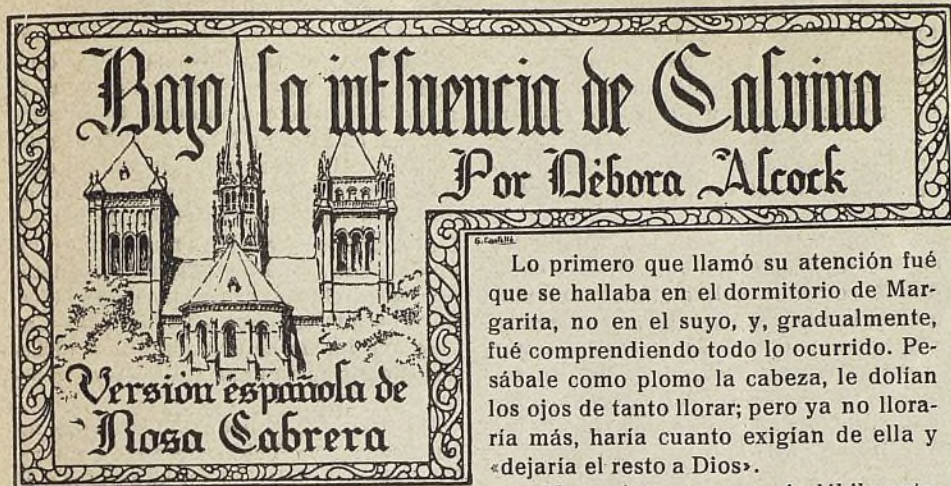 Bajo la influencia de Calvino
Por Débora Alcock
Version española de
Rosa Cabrera
G. Castillé
Lo primero que llamó su atención fué
que se hallaba en el dormitorio de Mar-
garita, no en el suyo, y, gradualmente,
fué comprendiendo todo lo ocurrido. Pe-
sábale como plomo la cabeza, le dolían
los ojos de tanto llorar; pero ya no llora-
ría más, haría cuanto exigían de ella y
«dejaría el resto a Dios».